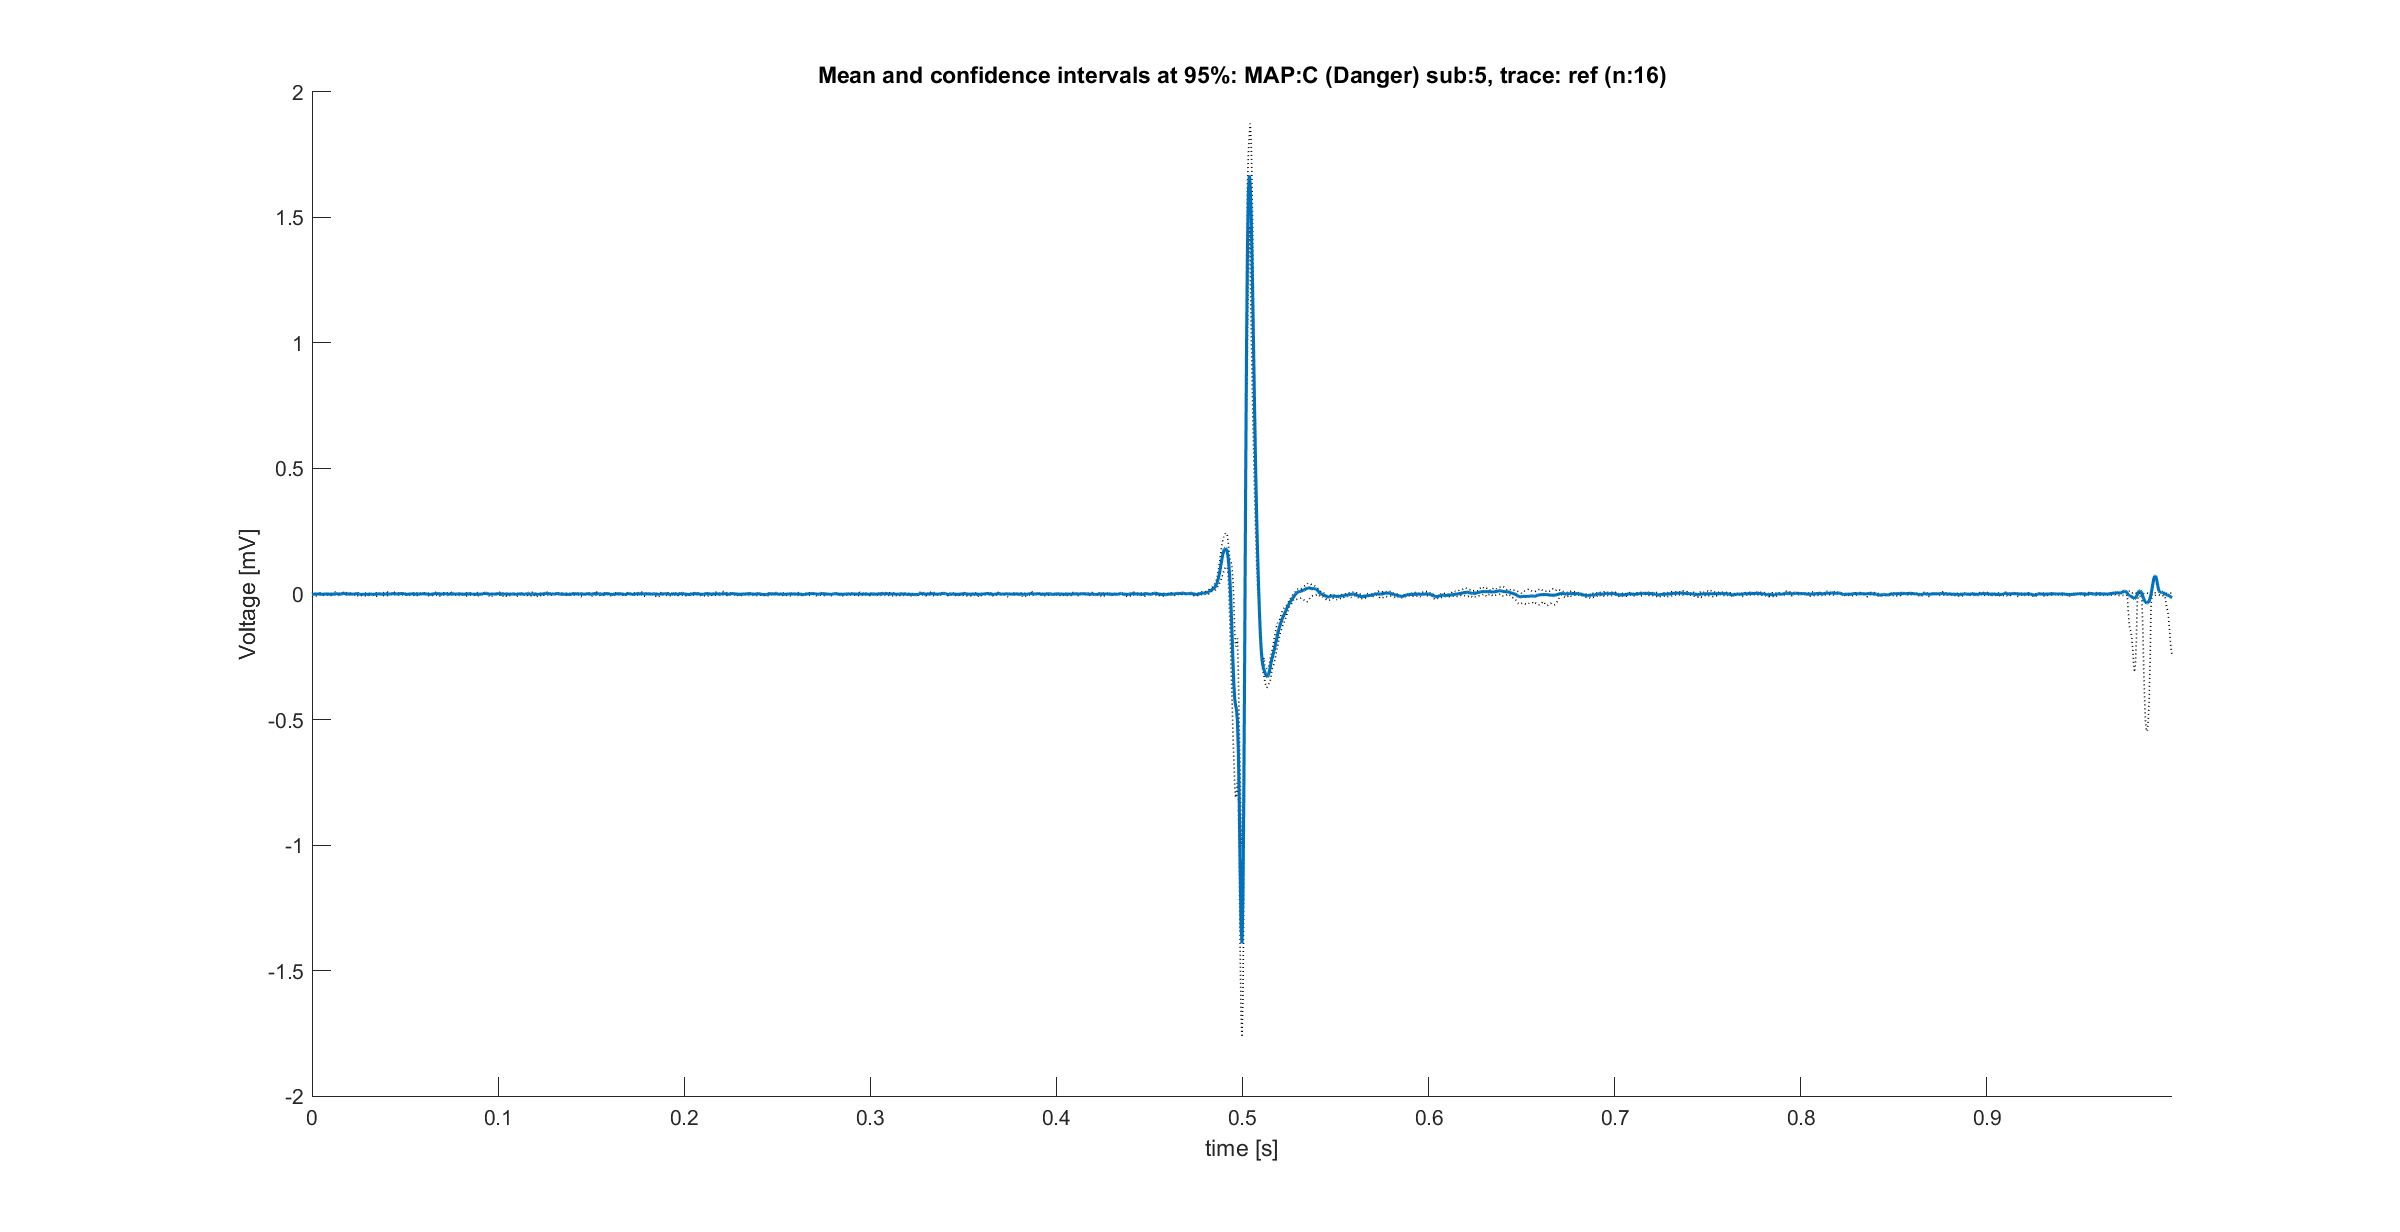 Mean and confidence intervals at 95%: MAP:C (Danger) sub:5, trace: ref (n:16)
2
1.5
1
0.5
0
-0.5
-1
-1.5
-2
Voltage [mV]
0 0.1 0.2 0.3 0.4 0.5 0.6 0.7 0.8 0.9
time [s]